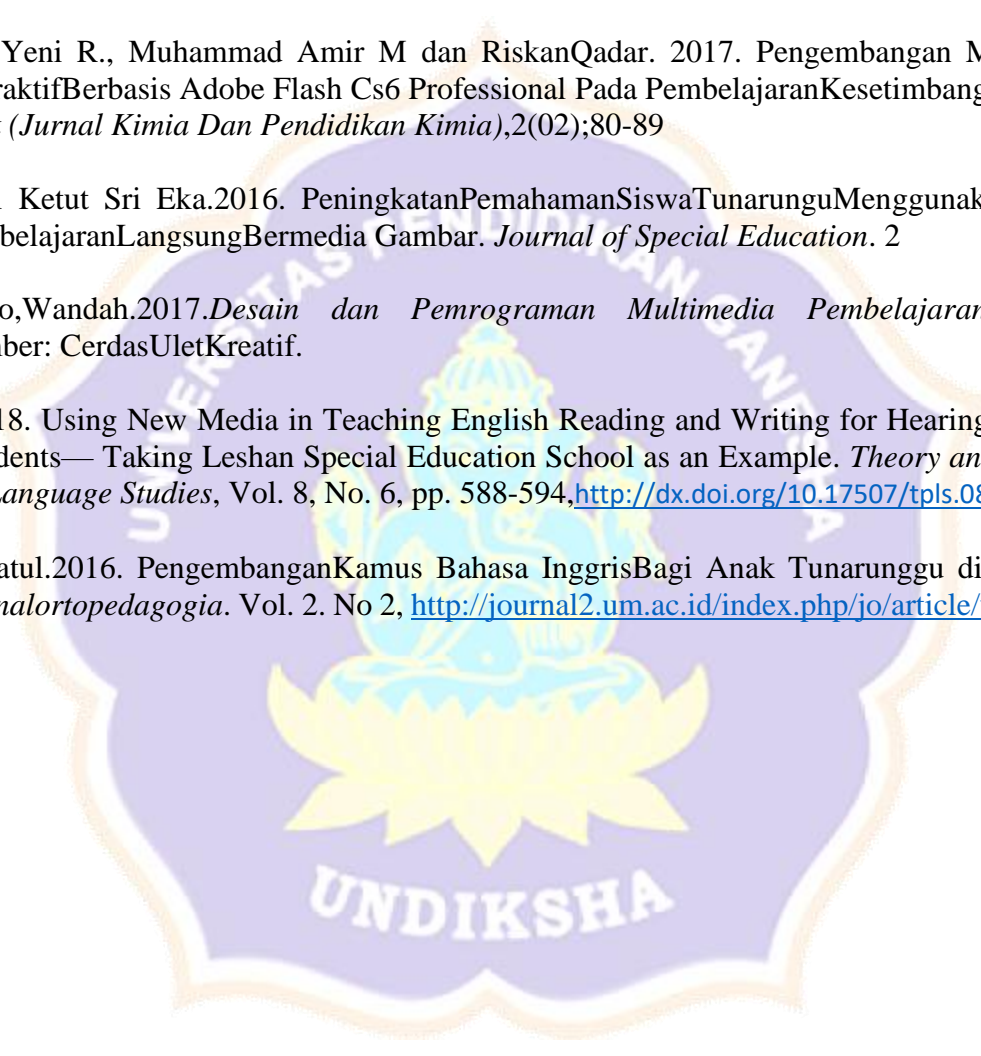 Yeni R., Muhammad Amir M dan RiskanQadar. 2017. Pengembangan M
raktifBerbasis Adobe Flash Cs6 Professional Pada PembelajaranKesetimbang
(Jurnal Kimia Dan Pendidikan Kimia),2(02);80-89
Ketut Sri Eka.2016. PeningkatanPemahamanSiswaTunarunguMenggunak
belajaranLangsungBermedia Gambar. Journal of Special Education. 2
o,Wandah.2017.Desain dan Pemrograman Multimedia Pembelajaran
ber: CerdasUletKreatif.
18. Using New Media in Teaching English Reading and Writing for Hearing
dents— Taking Leshan Special Education School as an Example. Theory an
Language Studies, Vol. 8, No. 6, pp. 588-594,http://dx.doi.org/10.17507/tpls.08
atul.2016. PengembanganKamus Bahasa InggrisBagi Anak Tunarunggu di
nalortopedagogia. Vol. 2. No 2, http://journal2.um.ac.id/index.php/jo/article/
UNIVERSITAS PENDIDIKAN GANESHA
UNDIKSHA